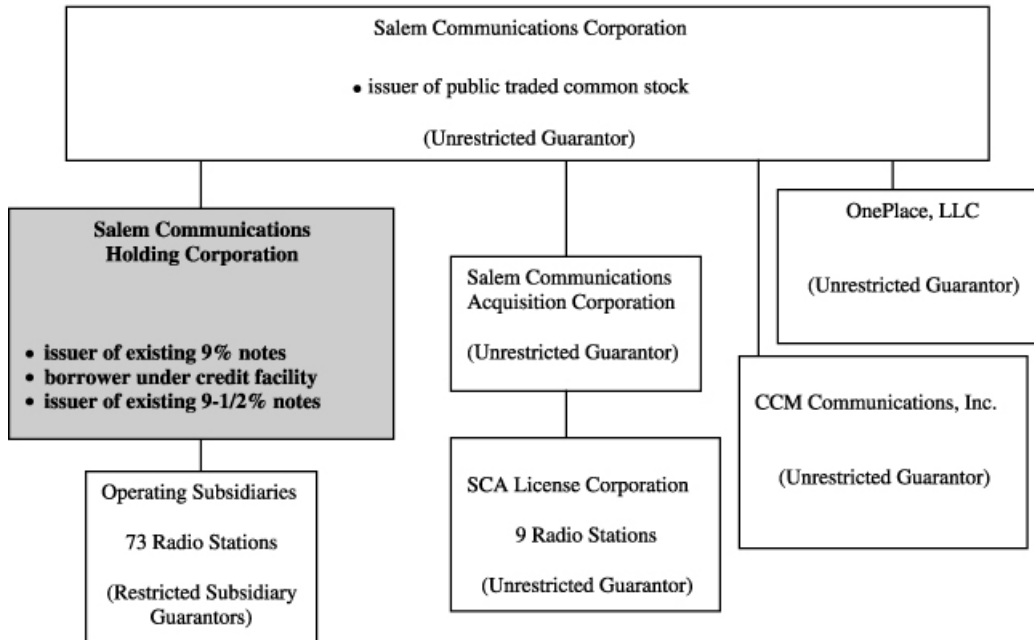 Salem Communications Corporation
• issuer of public traded common stock
(Unrestricted Guarantor)
Salem Communications
Holding Corporation
• issuer of existing 9% notes
• borrower under credit facility
• issuer of existing 9-1/2% notes
Operating Subsidiaries
73 Radio Stations
(Restricted Subsidiary
Guarantors)
Salem Communications
Acquisition Corporation
(Unrestricted Guarantor)
SCA License Corporation
9 Radio Stations
(Unrestricted Guarantor)
OnePlace, LLC
(Unrestricted Guarantor)
CCM Communications, Inc.
(Unrestricted Guarantor)